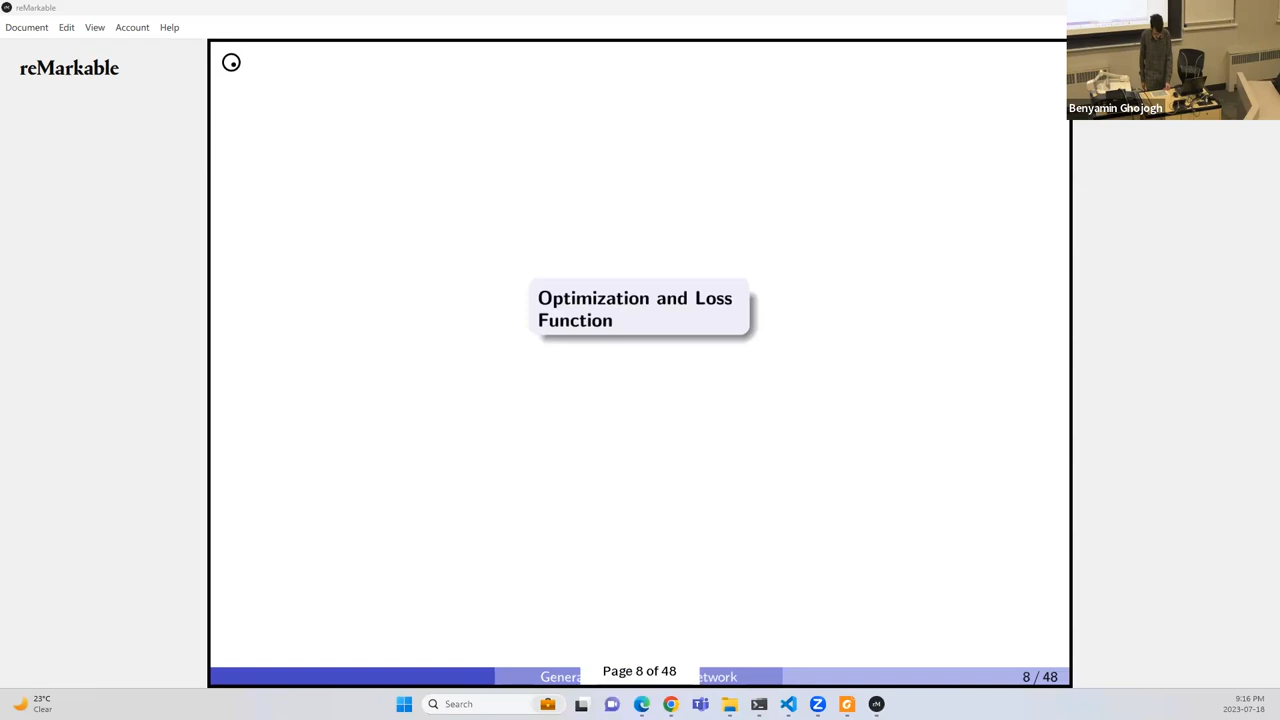 reMarkable
Document Edit View Account Help
reMarkable
Benyamin Ghojogh
Optimization and Loss
Function
Genera
Page 8 of 48
etwork
8 / 48
23°C
Clear
Search
9:16 PM
2023-07-18